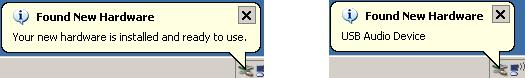 Found New Hardware
Your new hardware is installed and ready to use.
Found New Hardware
USB Audio Device